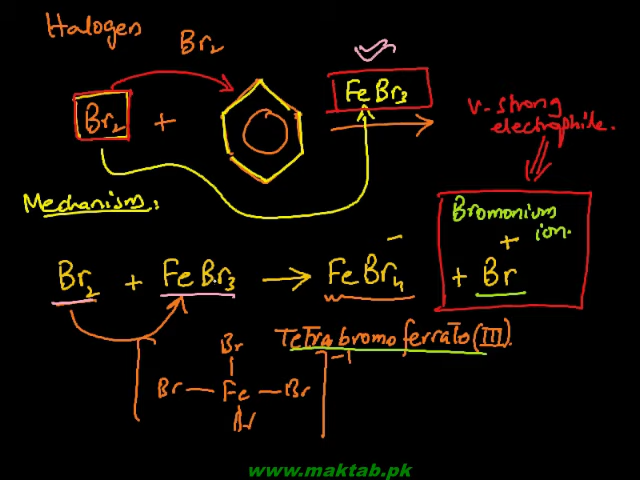 Halogen
Br2
FeBr3
Br2 +
v. strong
electrophile.
Mechanism:
Bromonium
ion.
Br2 + FeBr3 → FeBr4⁻ + Br⁺
Tetrabromo ferrato (III).
Br
Br — Fe — Br
Br
-1
www.maktab.pk